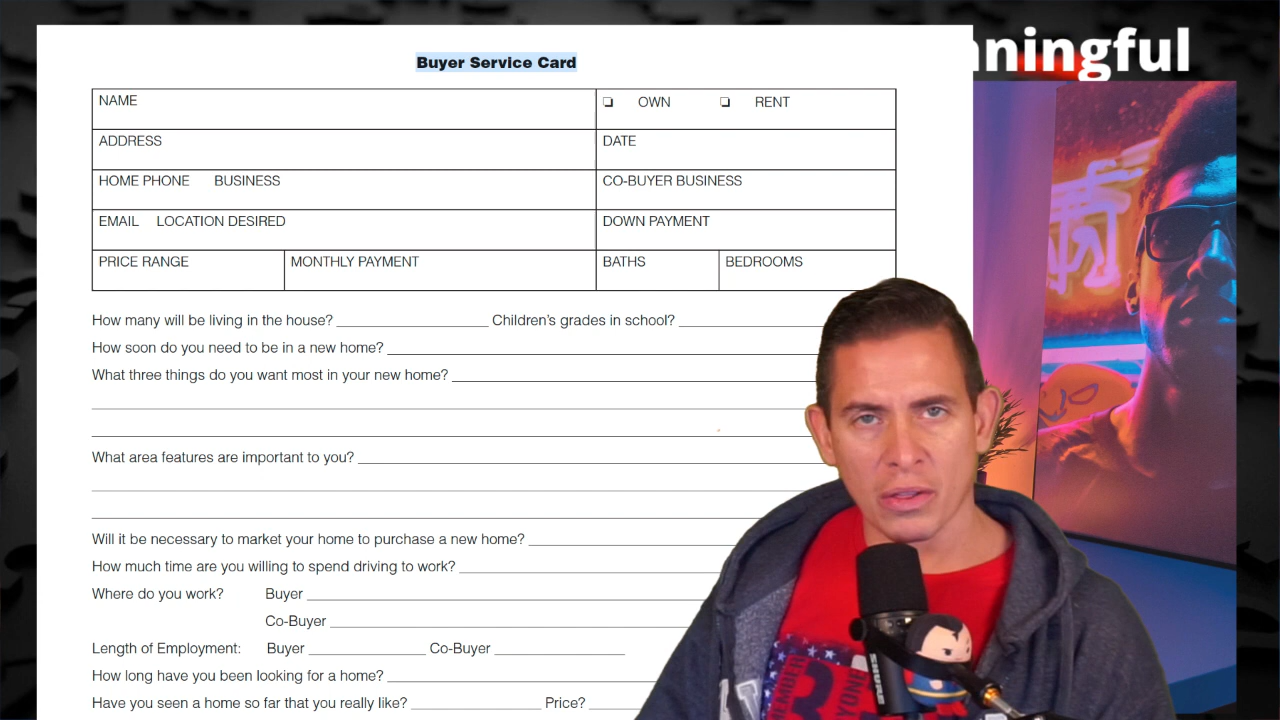 Buyer Service Card
ningful
NAME ❏ OWN ❏ RENT
ADDRESS DATE
HOME PHONE BUSINESS CO-BUYER BUSINESS
EMAIL LOCATION DESIRED DOWN PAYMENT
PRICE RANGE MONTHLY PAYMENT BATHS BEDROOMS
How many will be living in the house? Children's grades in school?
How soon do you need to be in a new home?
What three things do you want most in your new home?
What area features are important to you?
Will it be necessary to market your home to purchase a new home?
How much time are you willing to spend driving to work?
Where do you work? Buyer
Co-Buyer
Length of Employment: Buyer Co-Buyer
How long have you been looking for a home?
Have you seen a home so far that you really like? Price?
SHURE